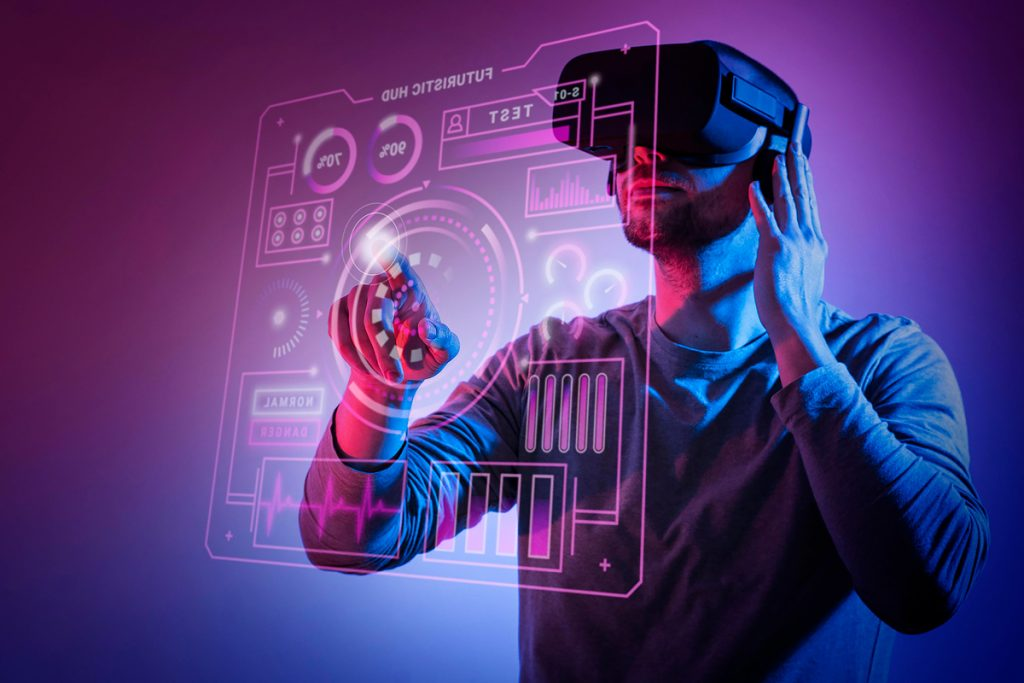 FUTURISTIC HUD
70%
90%
TEST
S-01
NORMAL
DANGER